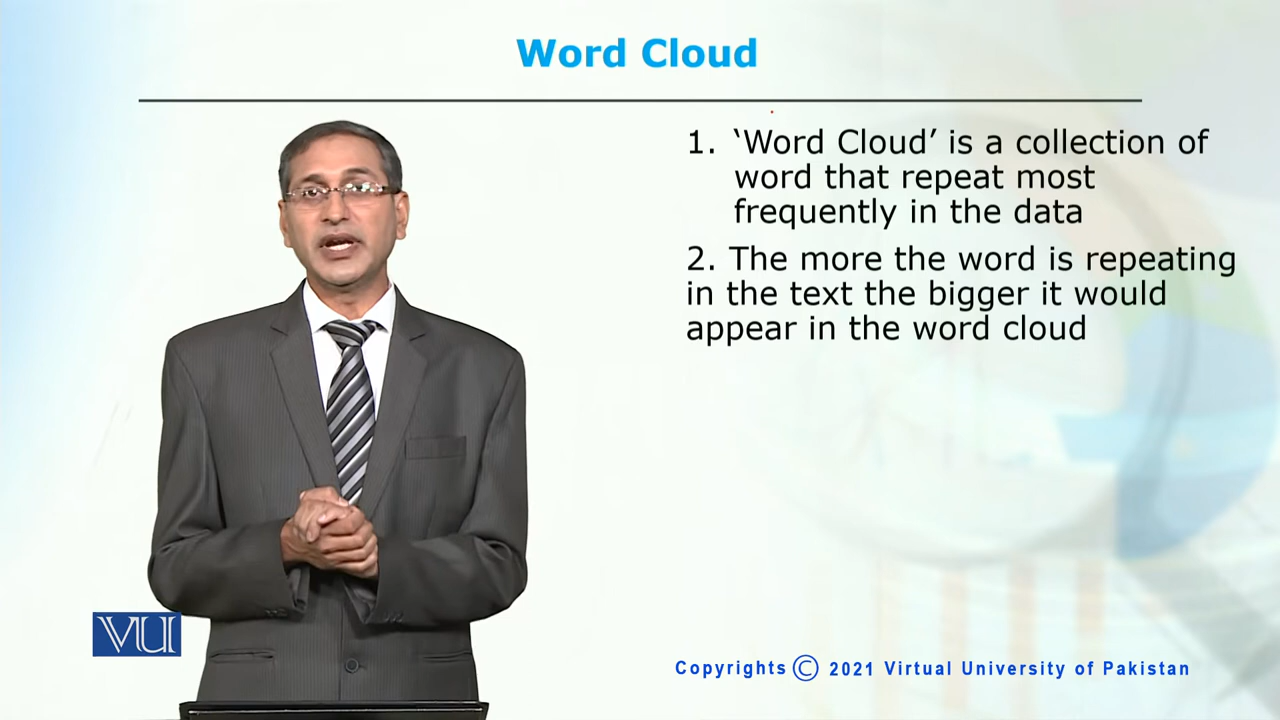 Word Cloud
1. ‘Word Cloud’ is a collection of
word that repeat most
frequently in the data
2. The more the word is repeating
in the text the bigger it would
appear in the word cloud
VU
Copyrights © 2021 Virtual University of Pakistan